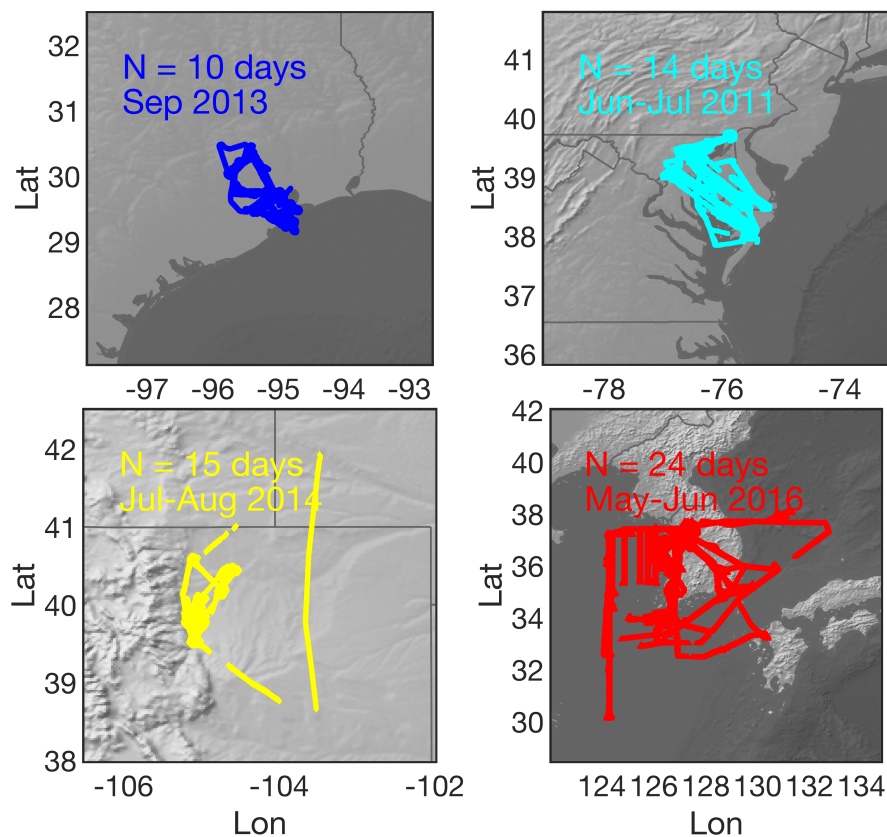 32
31
30
29
28
Lat
N = 10 days
Sep 2013
-97 -96 -95 -94 -93
41
40
39
38
37
36
Lat
N = 14 days
Jun-Jul 2011
-78 -76 -74
42
41
40
39
38
Lat
N = 15 days
Jul-Aug 2014
-106 -104 -102
Lon
42
40
38
36
34
32
30
Lat
N = 24 days
May-Jun 2016
124 126 128 130 132 134
Lon